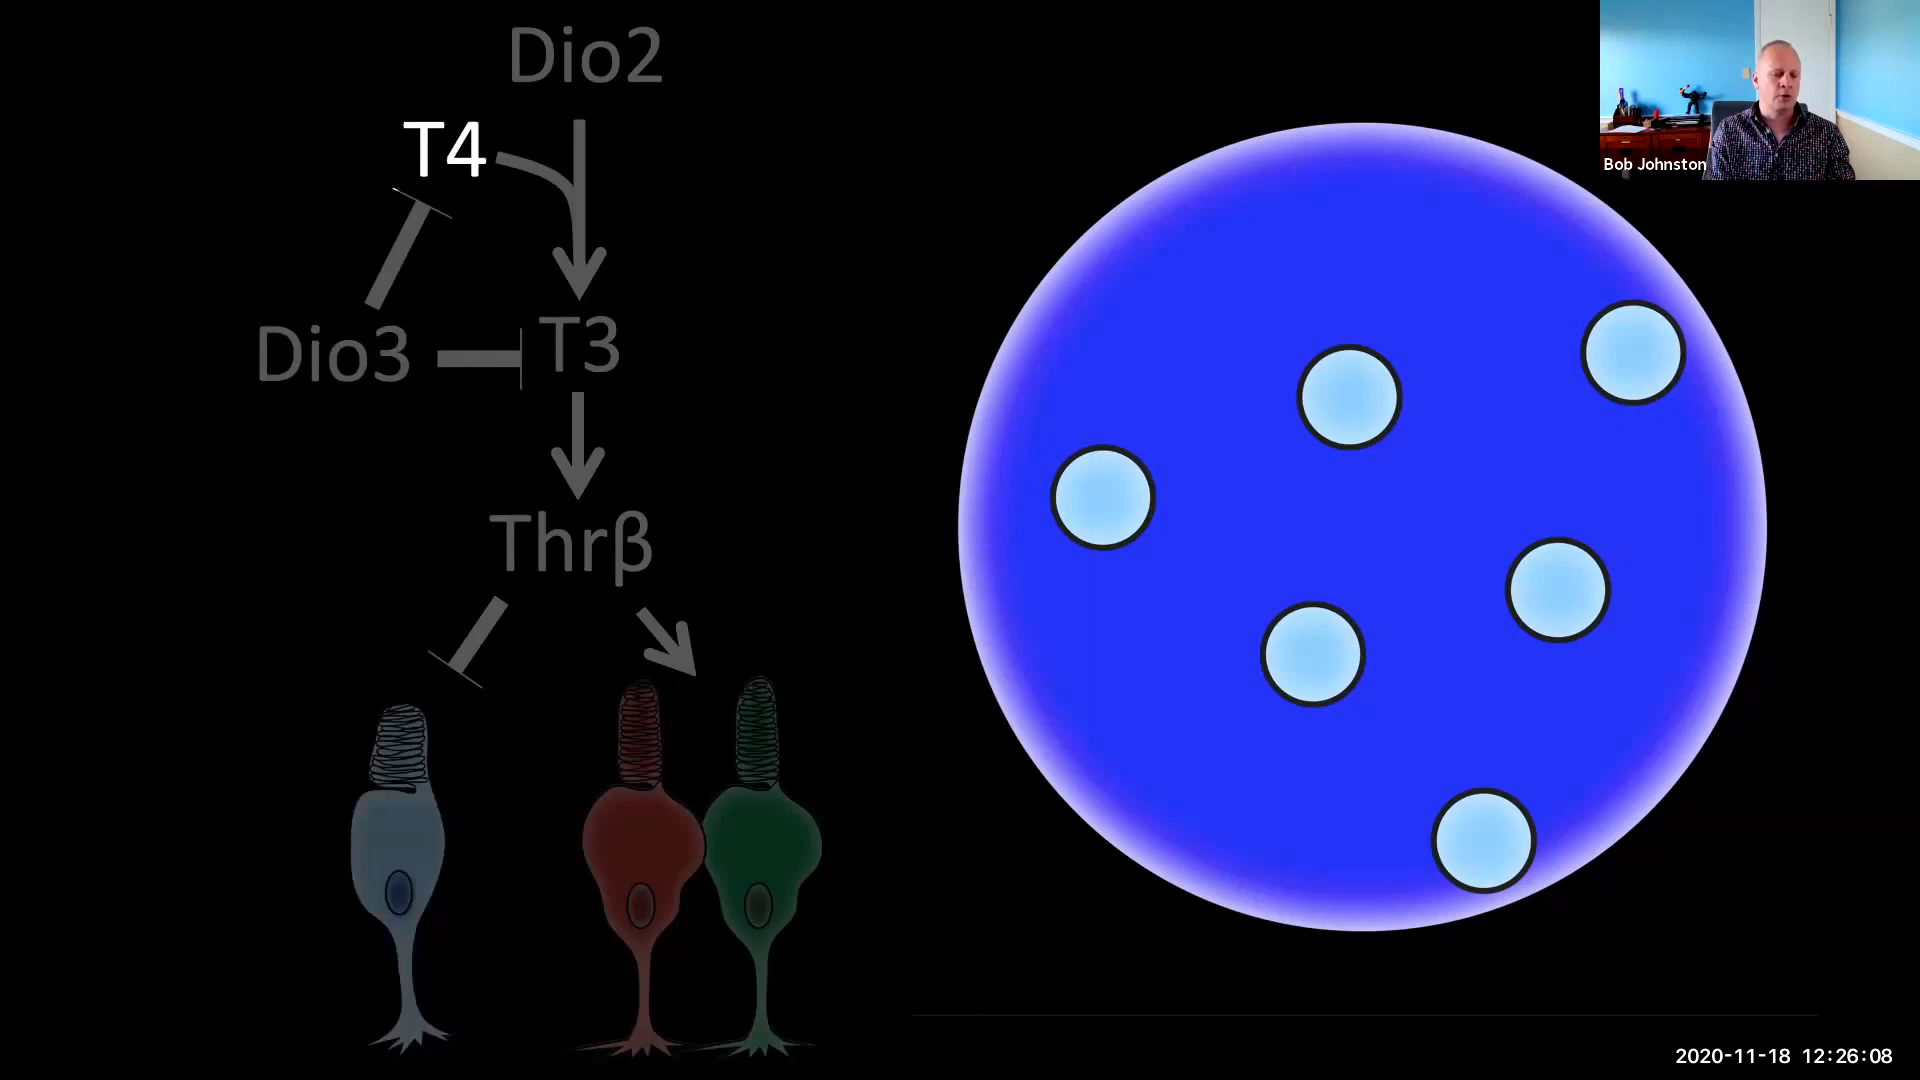 Dio2
T4
Dio3
T3
Thrβ
Bob Johnston
2020-11-18 12:26:08